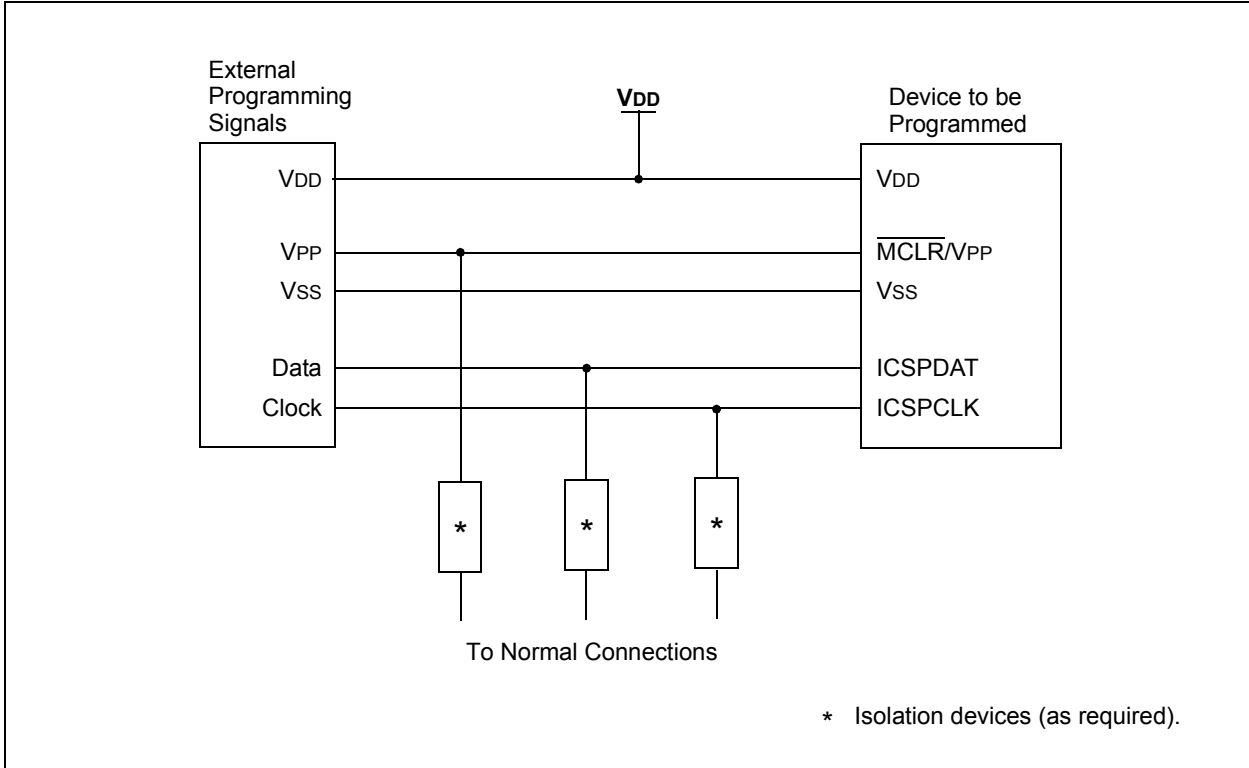 External
Programming
Signals
VDD
Device to be
Programmed
VDD
VDD
VPP
MCLR/VPP
VSS
VSS
Data
ICSPDAT
Clock
ICSPCLK
*
*
*
To Normal Connections
* Isolation devices (as required).